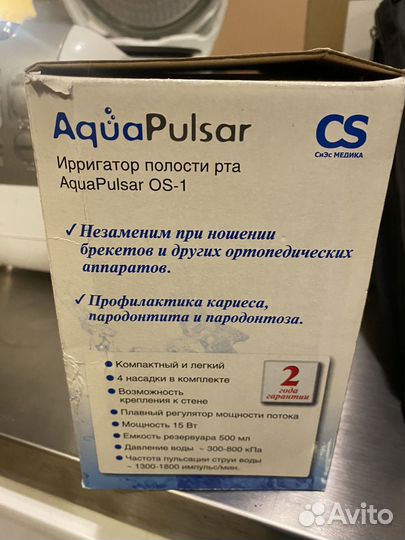 AquaPulsar
CS
СиЭс МЕДИКА
Ирригатор полости рта
AquaPulsar OS-1
✓Незаменим при ношении
брекетов и других ортопедических
аппаратов.
✓Профилактика кариеса,
пародонтита и пародонтоза.
● Компактный и легкий
● 4 насадки в комплекте
● Возможность
крепления к стене
● Плавный регулятор мощности потока
● Мощность 15 Вт
● Емкость резервуара 500 мл
● Давление воды ~ 300-800 кПа
● Частота пульсации струи воды
~ 1300-1800 импульс/мин.
2
года
гарантии
Avito